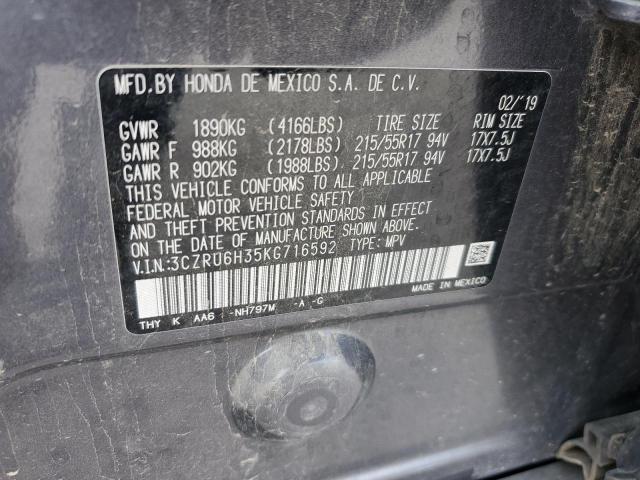 MFD.BY HONDA DE MEXICO S.A. DE C.V.
02/'19
GVWR 1890KG (4166LBS) TIRE SIZE RIM SIZE
GAWR F 988KG (2178LBS) 215/55R17 94V 17X7.5J
GAWR R 902KG (1988LBS) 215/55R17 94V 17X7.5J
THIS VEHICLE CONFORMS TO ALL APPLICABLE
FEDERAL MOTOR VEHICLE SAFETY
AND THEFT PREVENTION STANDARDS IN EFFECT
ON THE DATE OF MANUFACTURE SHOWN ABOVE.
V.I.N.:3CZRU6H35KG716592 TYPE: MPV
MADE IN MEXICO
THY K AA6 -NH797M -A -G